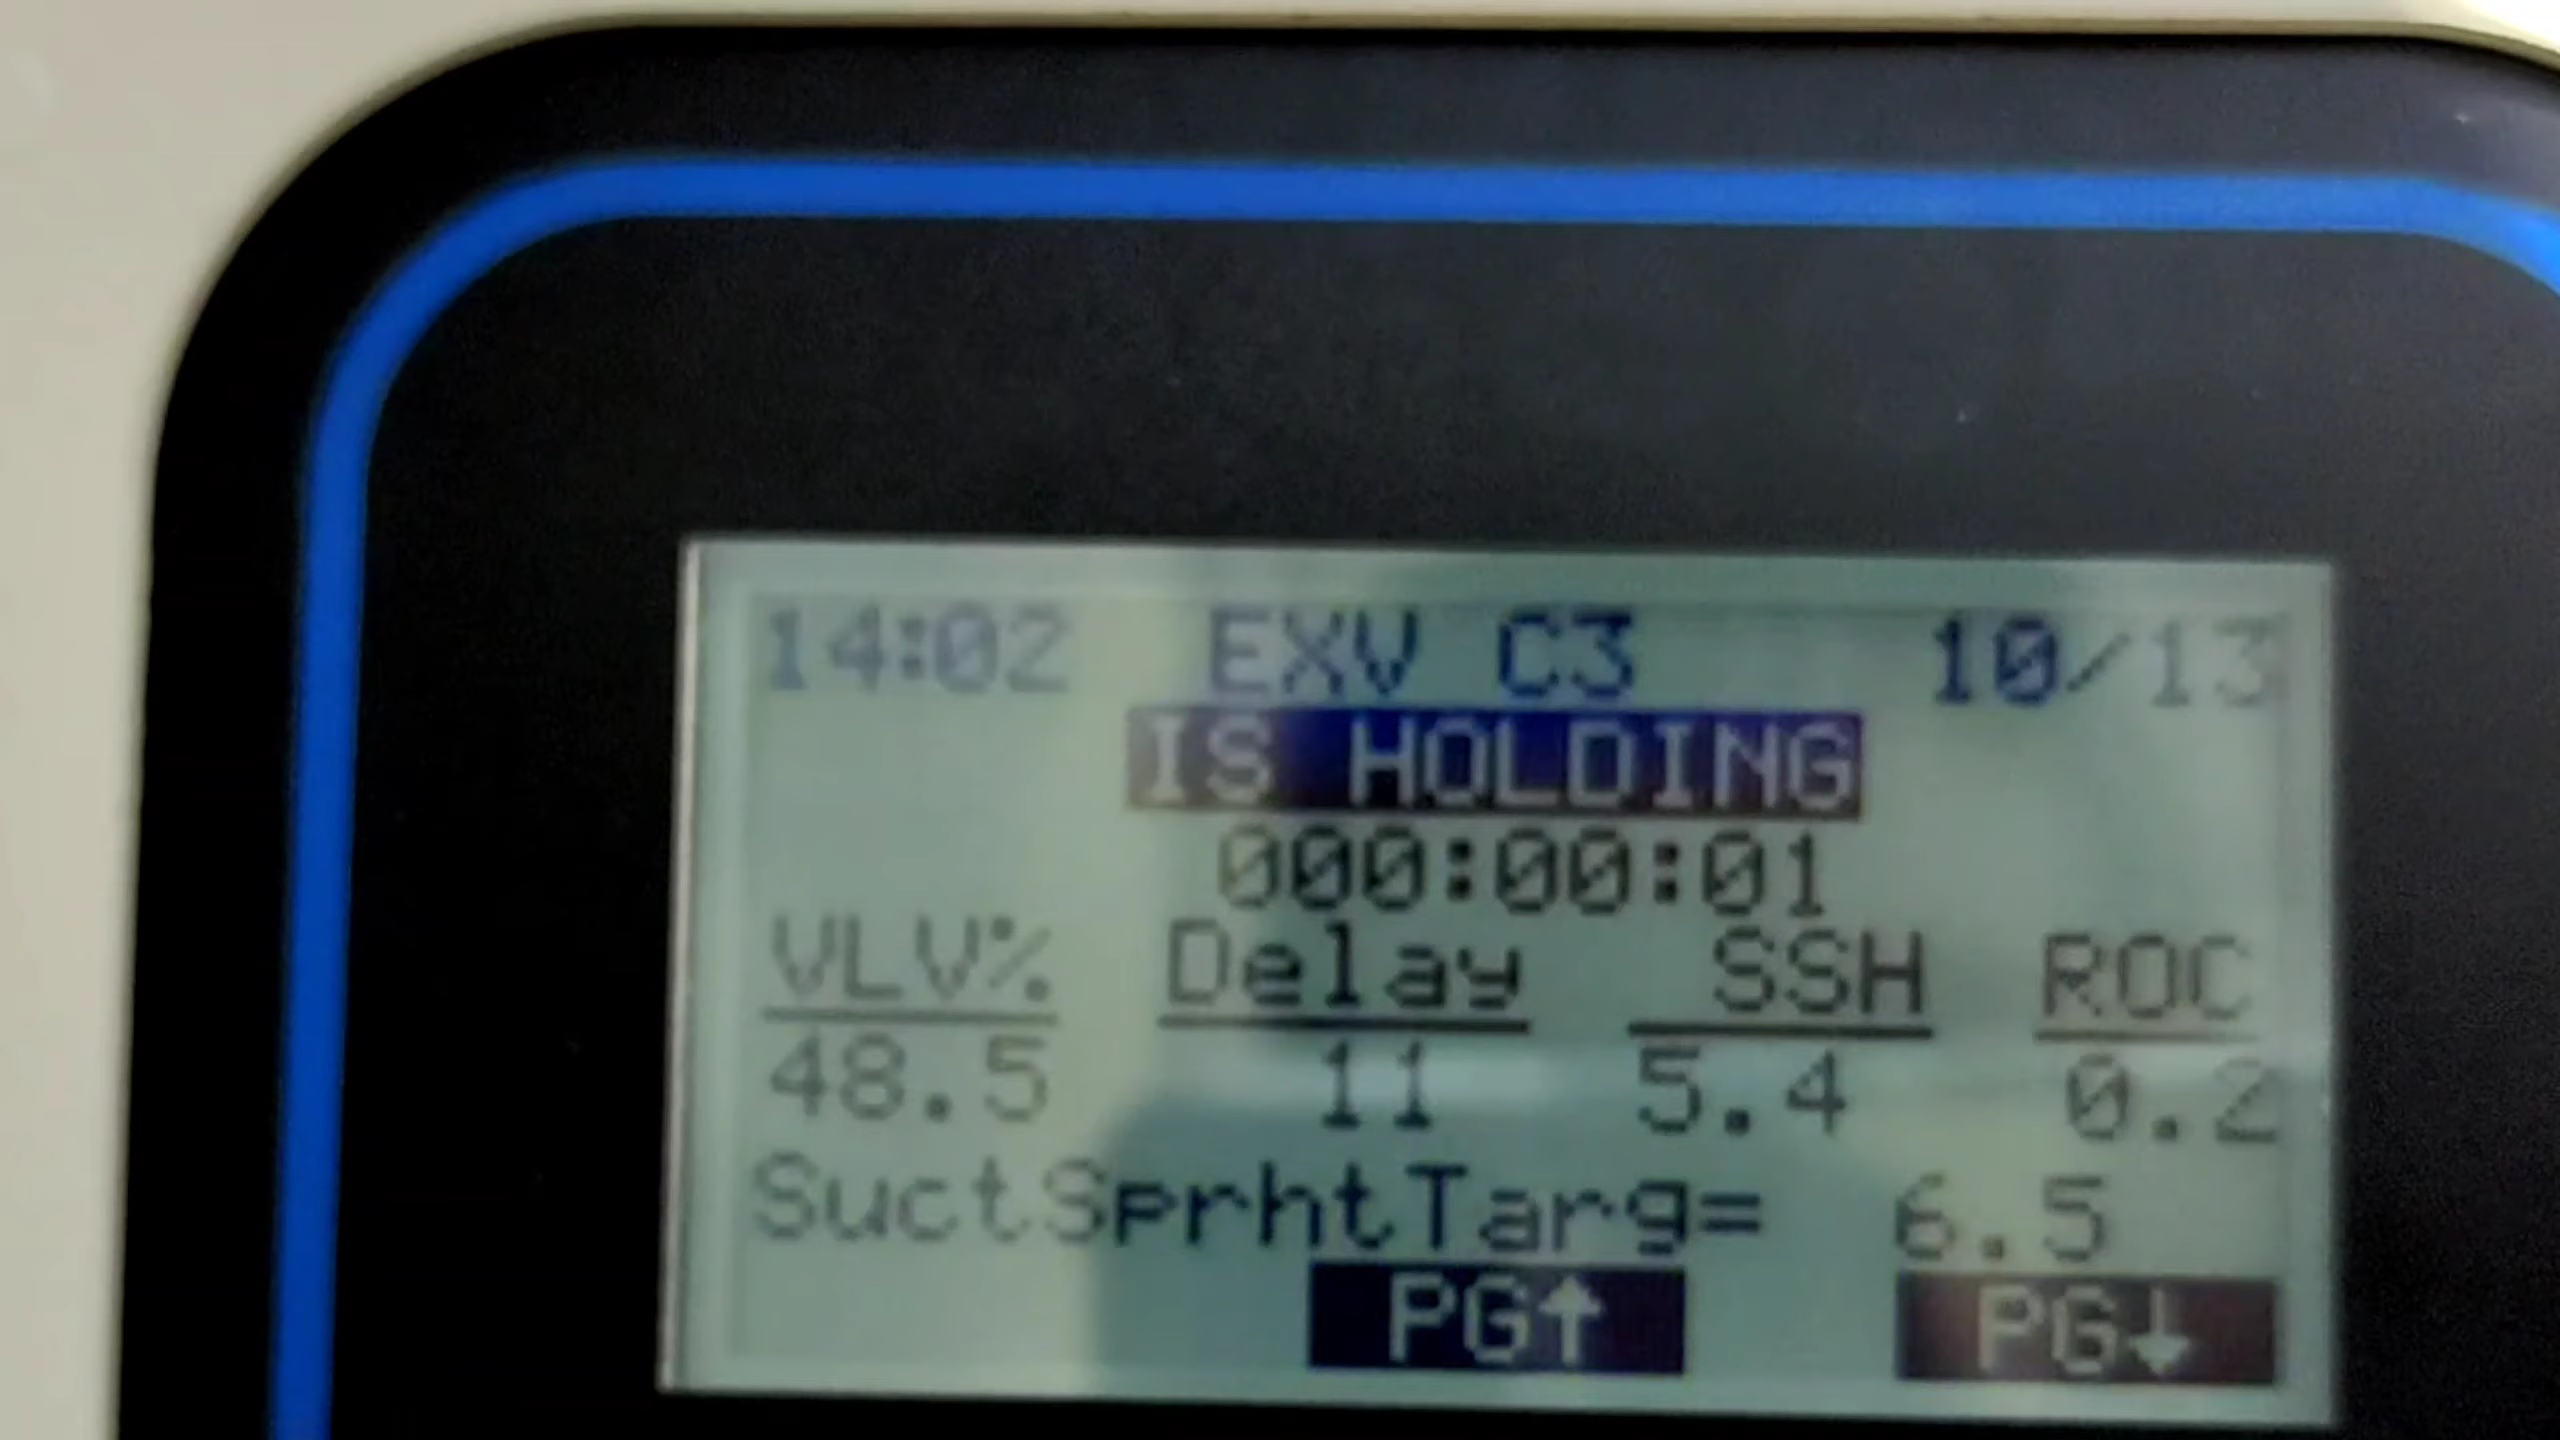 14:02 EXV C3 10/13
IS HOLDING
000:00:01
VLV% Delay SSH ROC
48.5 11 5.4 0.2
SuctSprhtTarg= 6.5
PG↑ PG↓